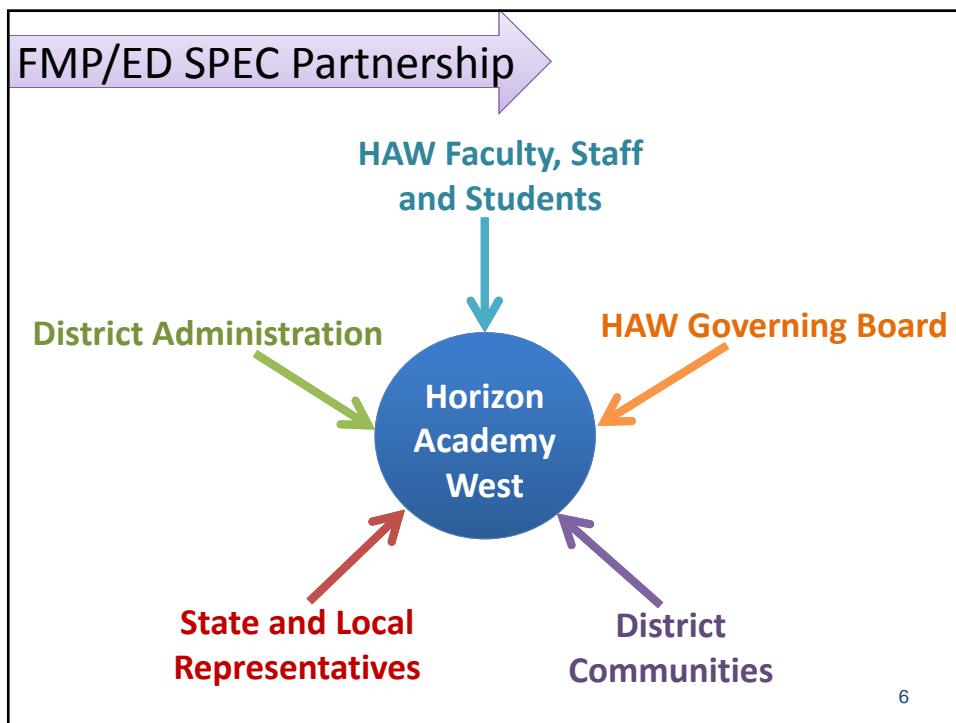 FMP/ED SPEC Partnership
HAW Faculty, Staff
and Students
District Administration
HAW Governing Board
Horizon
Academy
West
State and Local
Representatives
District
Communities
6